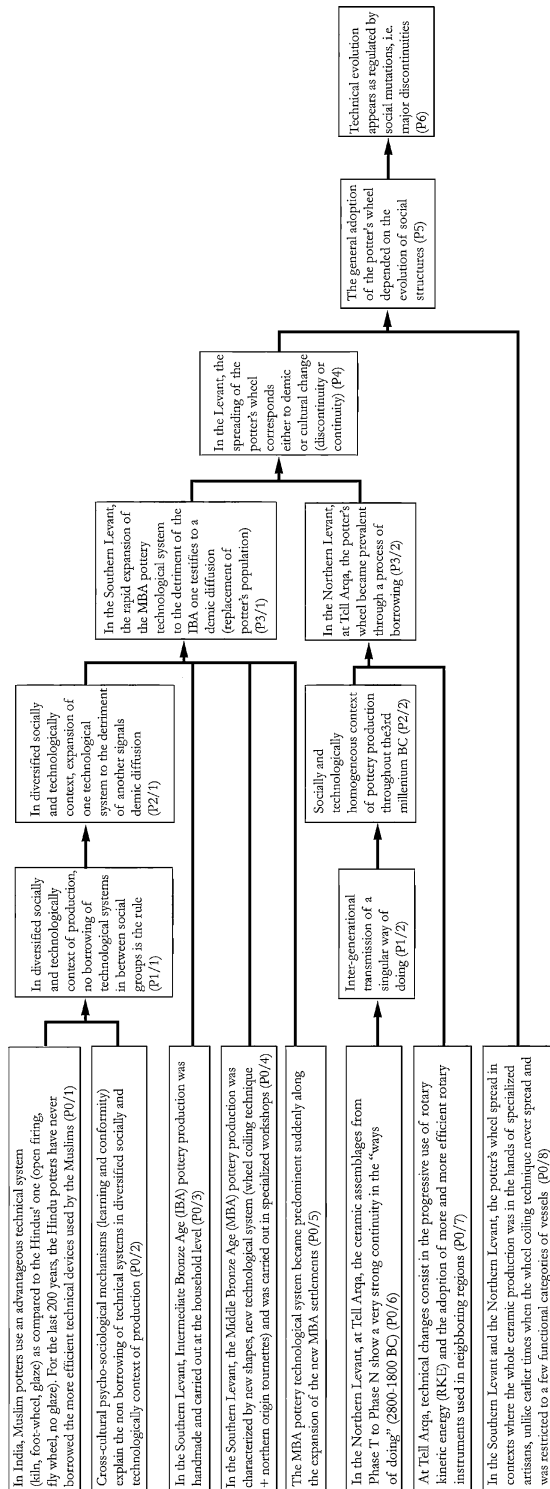 In India, Muslim potters use an advantageous technical system
(kiln, foot-wheel, glaze) as compared to the Hindus' one (open firing,
fly wheel, no glaze). For the last 200 years, the Hindu potters have never
borrowed the more efficient technical devices used by the Muslims (P0/1)
Cross-cultural psycho-sociological mechanisms (learning and conformity)
explain the non borrowing of technical systems in diversified socially and
technologically context of production (P0/2)
In the Southern Levant, Intermediate Bronze Age (IBA) pottery production was
handmade and carried out at the household level (P0/3)
In the Southern Levant, the Middle Bronze Age (MBA) pottery production was
characterized by new shapes, new technological system (wheel coiling technique
+ northern origin tournettes) and was carried out in specialized workshops (P0/4)
The MBA pottery technological system became predominent suddenly along
the expansion of the new MBA settlements (P0/5)
In the Northern Levant, at Tell Arqa, the ceramic assemblages from
Phase T to Phase N show a very strong continuity in the "ways
of doing" (2800-1800 BC) (P0/6)
At Tell Arqa, technical changes consist in the progressive use of rotary
kineric energy (RKE) and the adoption of more and more efficient rotary
instruments used in neighboring regions (P0/7)
In the Southern Levant and the Northern Levant, the potter's wheel spread in
contexts where the whole ceramic production was in the hands of specialized
artisans, unlike earlier times when the wheel coiling technique never spread and
was restricted to a few functional categories of vessels (P0/8)
In diversified socially
and technologically
context of production,
no borrowing of
technological systems
in between social
groups is the rule
(P1/1)
Inter-generational
transmission of a
singular way of
doing (P1/2)
In diversified socially
and technologically
context, expansion of
one technological
system to the detriment
of another signals
demic diffusion
(P2/1)
Socially and
technologically
homogeneous context
of pottery production
throughout the3rd
millenium BC (P2/2)
In the Southern Levant,
the rapid expansion of
the MBA pottery
technological system
to the detriment of the
IBA one testifies to a
demic diffusion
(replacement of
potter's population)
(P3/1)
In the Northern Levant,
at Tell Arqa, the potter's
wheel became prevalent
through a process of
borrowing (P3/2)
In the Levant, the
spreading of the
potter's wheel
corresponds
either to demic
or cultural change
(discontinuity or
continuity) (P4)
The general adoption
of the potter's wheel
depended on the
evolution of social
structures (P5)
Technical evolution
appears as regulated by
social mutations, i.e.
major discontinuities
(P6)